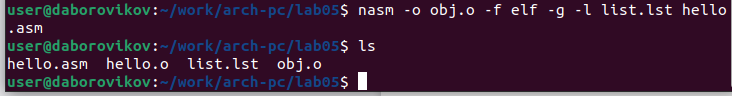 user@daborovikov:~/work/arch-pc/lab05$ nasm -o obj.o -f elf -g -l list.lst hello
.asm
user@daborovikov:~/work/arch-pc/lab05$ ls
hello.asm  hello.o  list.lst  obj.o
user@daborovikov:~/work/arch-pc/lab05$